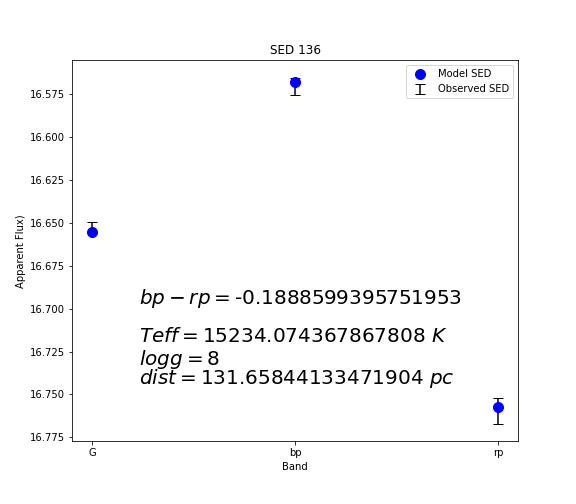 SED 136
Model SED
Observed SED
16.575
16.600
16.625
16.650
16.675
16.700
16.725
16.750
16.775
Apparent Flux)
bp − rp = -0.1888599395751953
Teff = 15234.074367867808 K
logg = 8
dist = 131.65844133471904 pc
G bp rp
Band